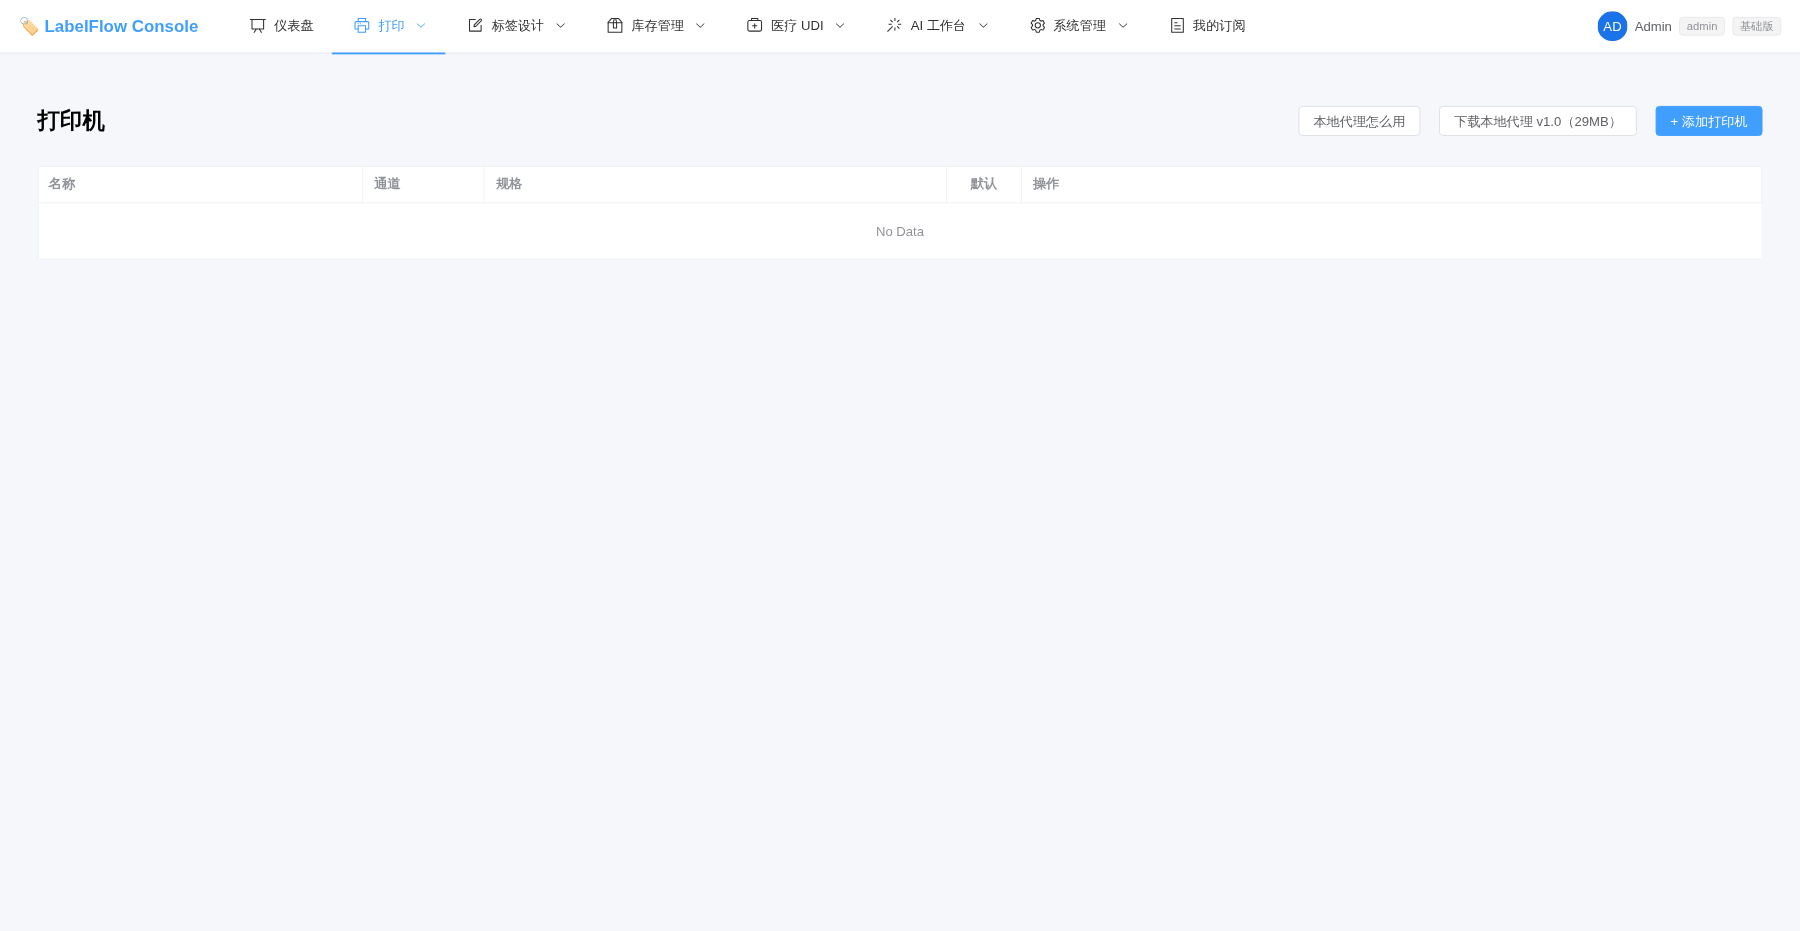 🏷️ LabelFlow Console 仪表盘 打印 标签设计 库存管理 医疗 UDI AI 工作台 系统管理 我的订阅 AD Admin admin 基础版
打印机 本地代理怎么用 下载本地代理 v1.0（29MB） + 添加打印机
名称 通道 规格 默认 操作
No Data